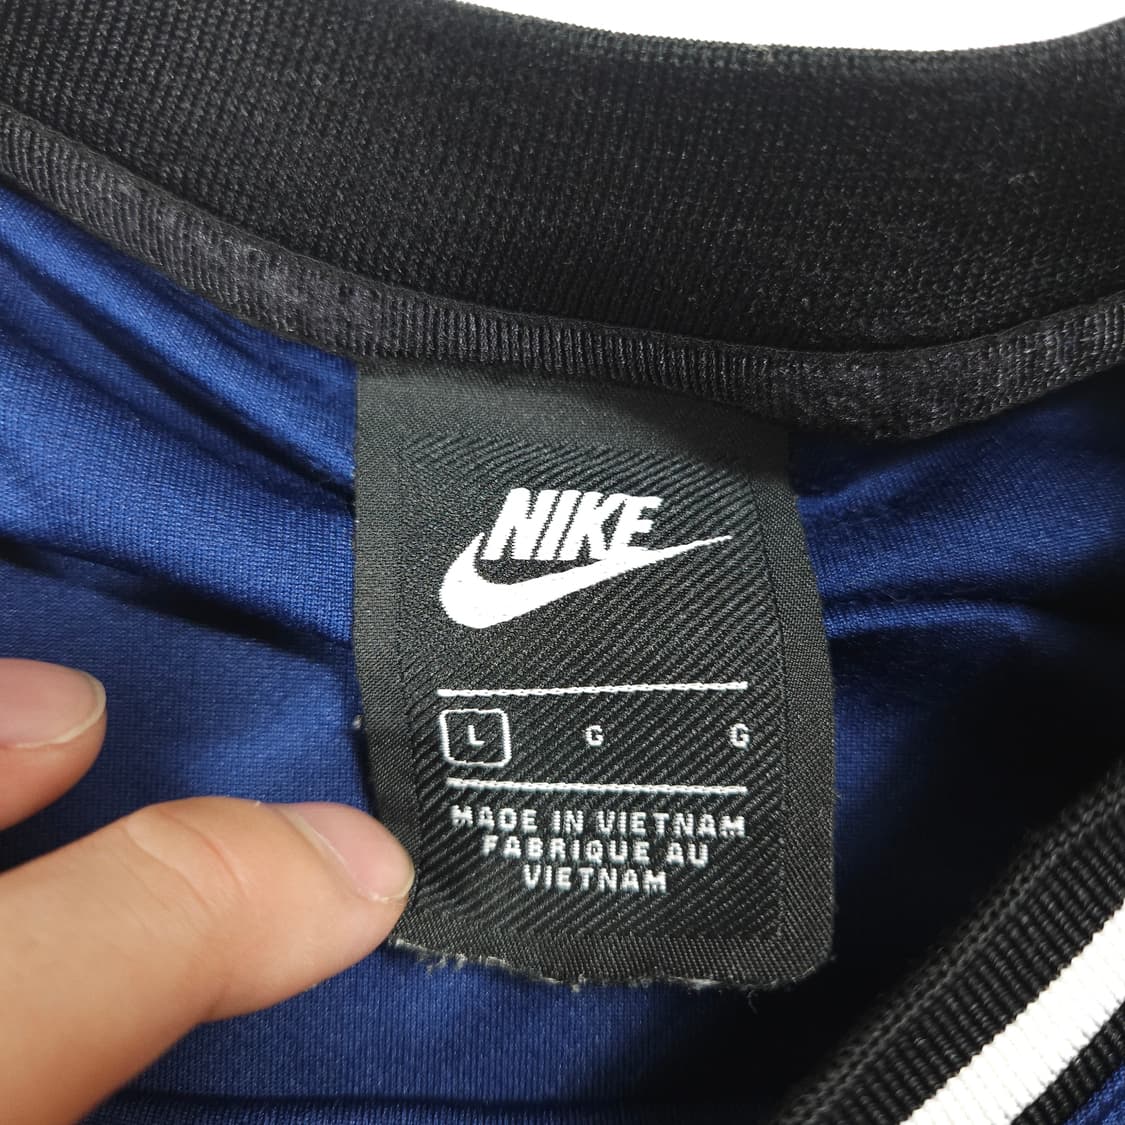 NIKE
L G G
MADE IN VIETNAM
FABRIQUE AU
VIETNAM